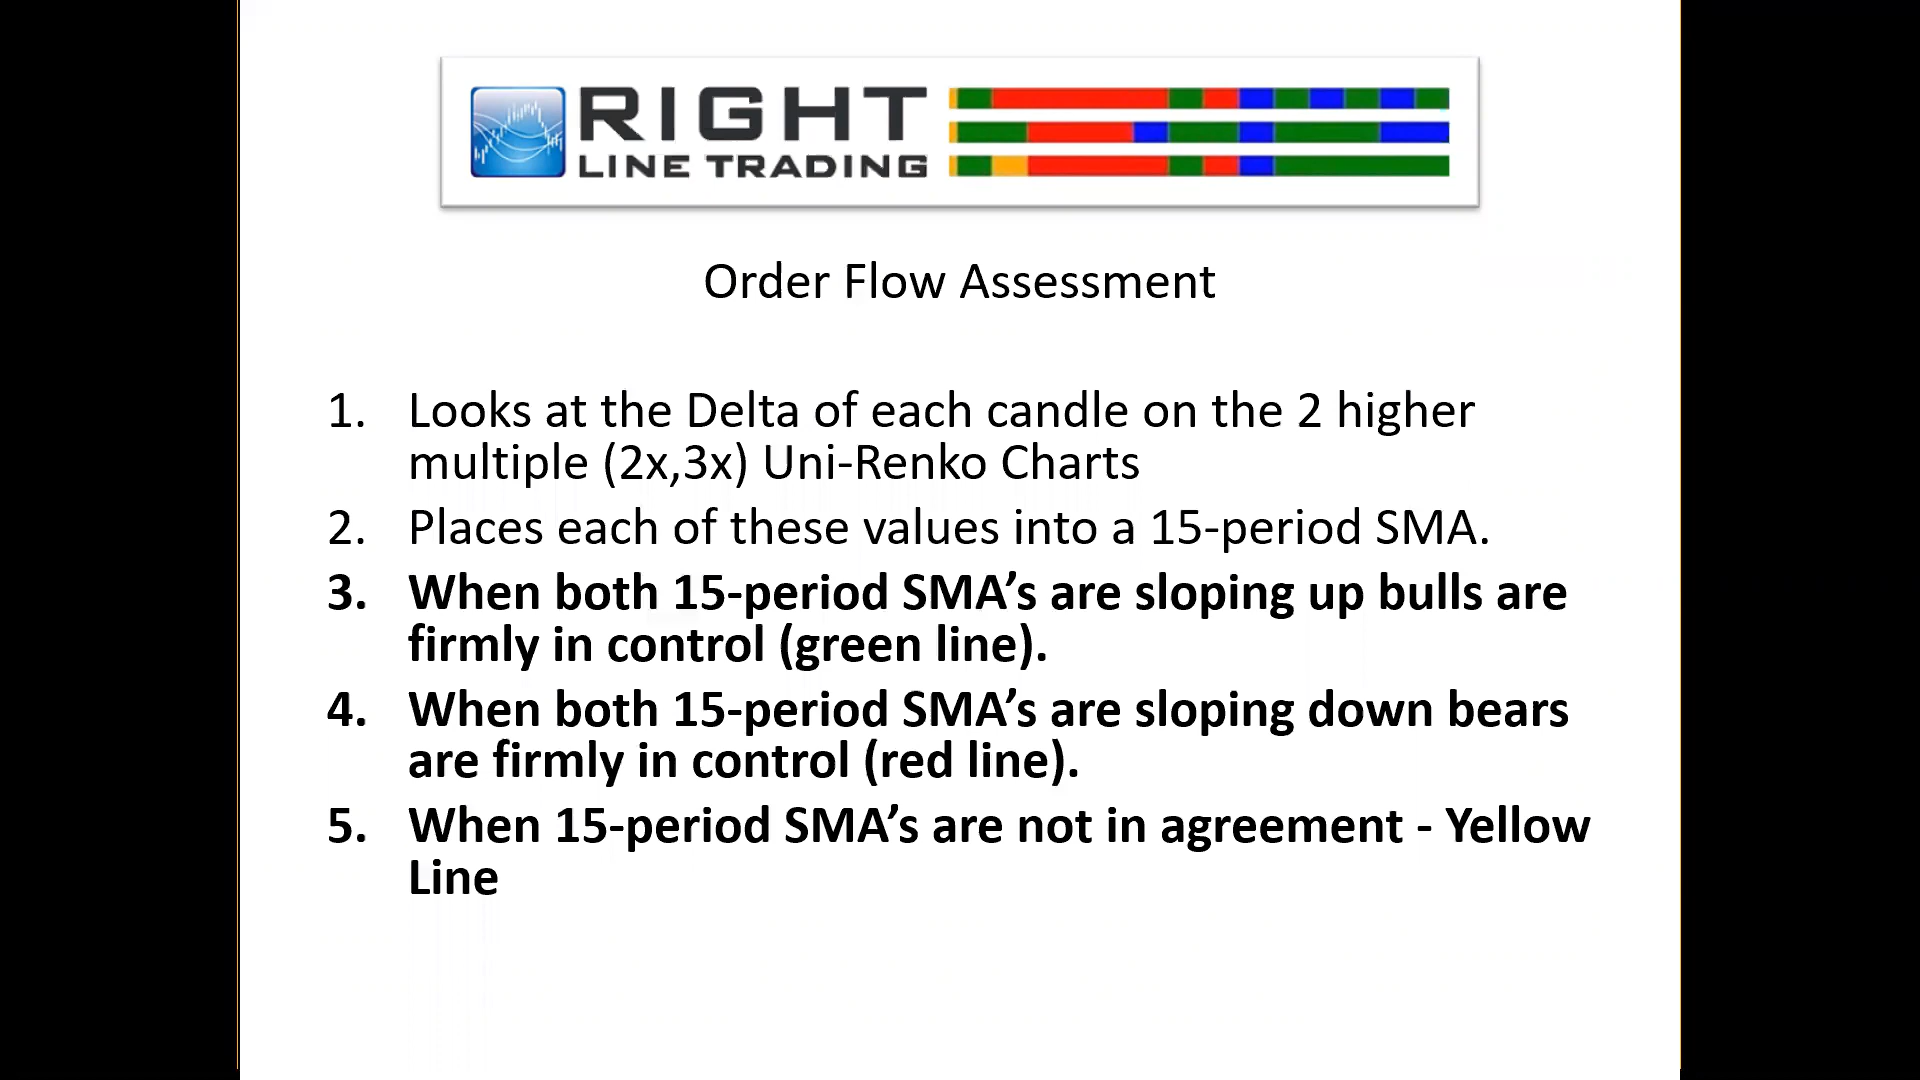 RIGHT
LINE TRADING
Order Flow Assessment
1. Looks at the Delta of each candle on the 2 higher
multiple (2x,3x) Uni-Renko Charts
2. Places each of these values into a 15-period SMA.
3. When both 15-period SMA’s are sloping up bulls are
firmly in control (green line).
4. When both 15-period SMA’s are sloping down bears
are firmly in control (red line).
5. When 15-period SMA’s are not in agreement - Yellow
Line